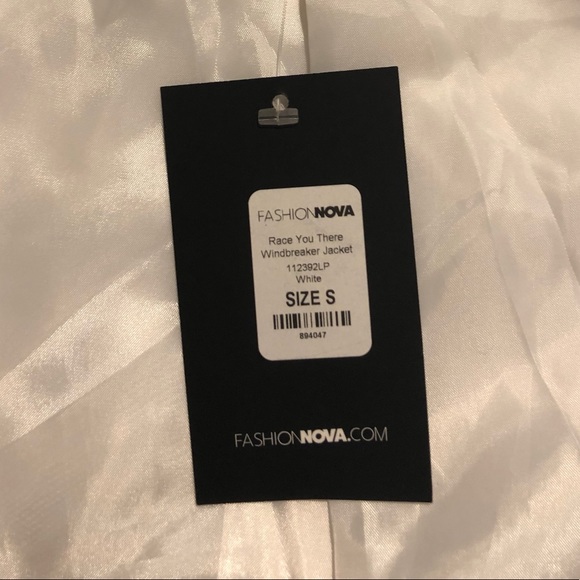 FASHIONNOVA
Race You There
Windbreaker Jacket
112392LP
White
SIZE S
894047
FASHIONNOVA.COM